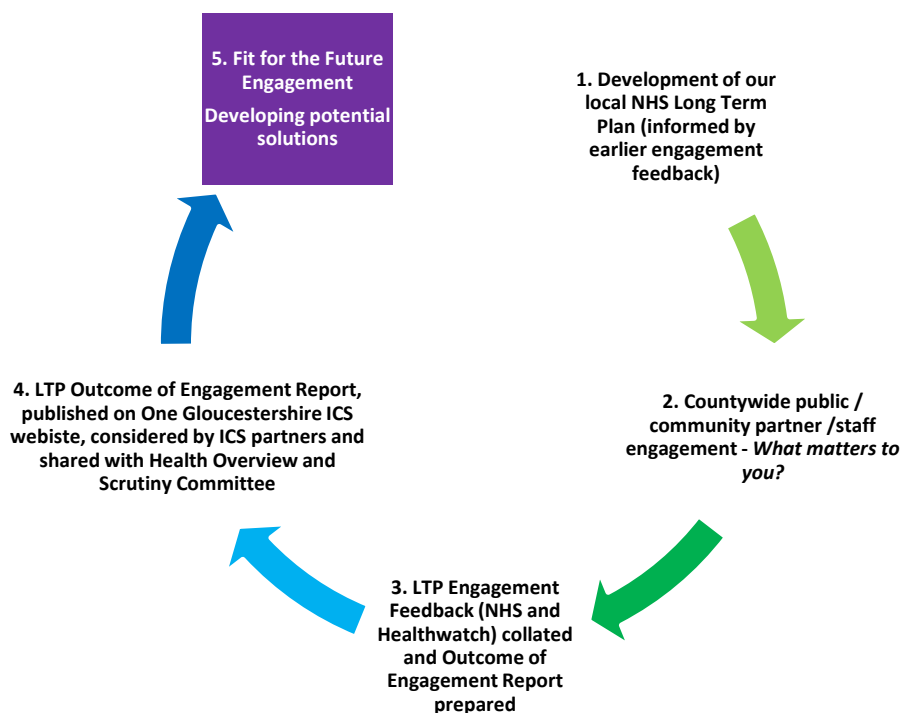 1. Development of our
local NHS Long Term
Plan (informed by
earlier engagement
feedback)
2. Countywide public /
community partner /staff
engagement - What matters to
you?
3. LTP Engagement
Feedback (NHS and
Healthwatch) collated
and Outcome of
Engagement Report
prepared
4. LTP Outcome of Engagement Report,
published on One Gloucestershire ICS
webiste, considered by ICS partners and
shared with Health Overview and
Scrutiny Committee
5. Fit for the Future
Engagement
Developing potential
solutions